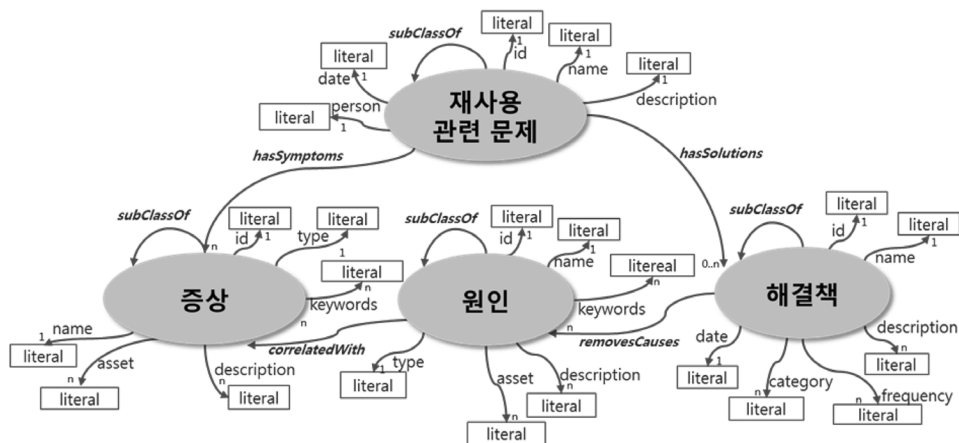 subClassOf
literal
1
id
literal
1
name
literal
1
date
literal
1
description
literal
1
person
literal
1
재사용
관련 문제
hasSymptoms
n
hasSolutions
0..n
subClassOf
id
literal
1
type
literal
1
keywords
literal
n
증상
name
literal
1
asset
literal
n
description
literal
n
subClassOf
id
literal
1
name
literal
1
keywords
litereal
n
원인
correlatedWith
n
type
literal
1
asset
literal
n
description
literal
n
subClassOf
id
literal
1
name
literal
1
해결책
removesCauses
n
date
literal
1
category
literal
n
description
literal
n
frequency
literal
n